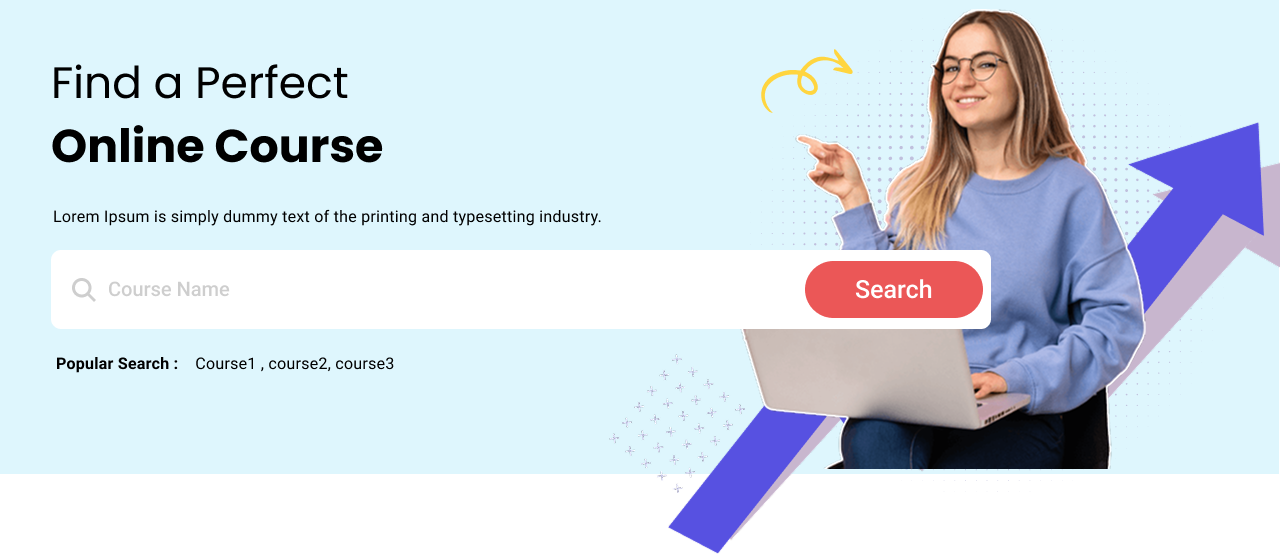 Find a Perfect
Online Course
Lorem Ipsum is simply dummy text of the printing and typesetting industry.
Course Name
Search
Popular Search : Course1 , course2, course3